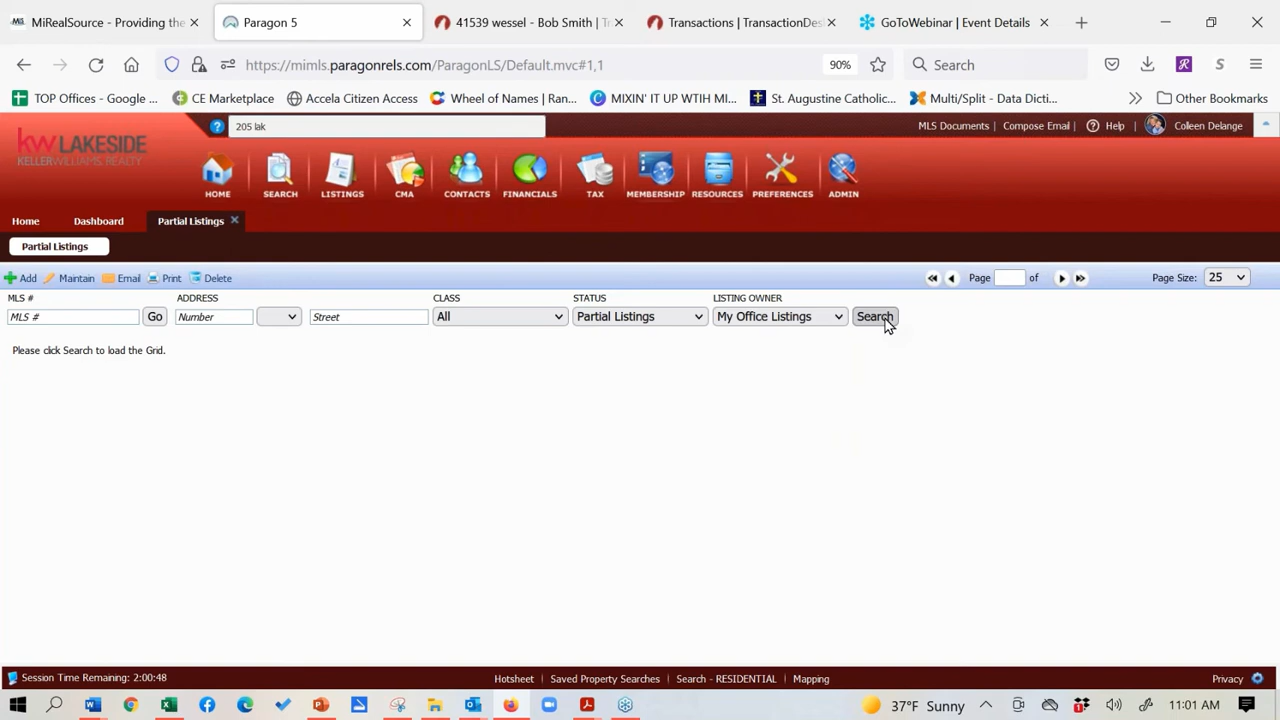 MiRealSource - Providing the
Paragon 5
41539 wessel - Bob Smith | Tr
Transactions | TransactionDes
GoToWebinar | Event Details
https://mimls.paragonrels.com/ParagonLS/Default.mvc#1,1
90%
Search
TOP Offices - Google ...
CE Marketplace
Accela Citizen Access
Wheel of Names | Ran...
MIXIN' IT UP WTIH MI...
St. Augustine Catholic...
Multi/Split - Data Dicti...
Other Bookmarks
kw LAKESIDE
KELLERWILLIAMS. REALTY
205 lak
MLS Documents
Compose Email
Help
Colleen Delange
HOME
SEARCH
LISTINGS
CMA
CONTACTS
FINANCIALS
TAX
MEMBERSHIP
RESOURCES
PREFERENCES
ADMIN
Home
Dashboard
Partial Listings
Partial Listings
Add
Maintain
Email
Print
Delete
Page
of
Page Size:
25
MLS #
ADDRESS
CLASS
STATUS
LISTING OWNER
MLS #
Go
Number
Street
All
Partial Listings
My Office Listings
Search
Please click Search to load the Grid.
Session Time Remaining: 2:00:48
Hotsheet
Saved Property Searches
Search - RESIDENTIAL
Mapping
Privacy
37°F Sunny
11:01 AM